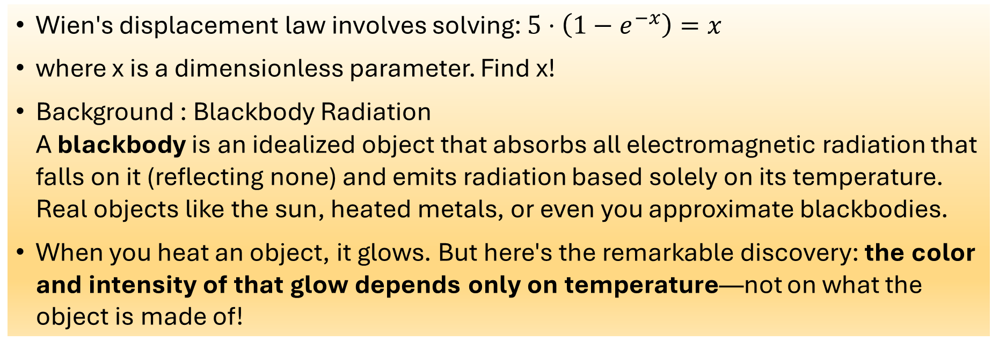 • Wien's displacement law involves solving: 5 · (1 − e⁻ˣ) = x
• where x is a dimensionless parameter. Find x!
• Background : Blackbody Radiation
A blackbody is an idealized object that absorbs all electromagnetic radiation that
falls on it (reflecting none) and emits radiation based solely on its temperature.
Real objects like the sun, heated metals, or even you approximate blackbodies.
• When you heat an object, it glows. But here's the remarkable discovery: the color
and intensity of that glow depends only on temperature—not on what the
object is made of!